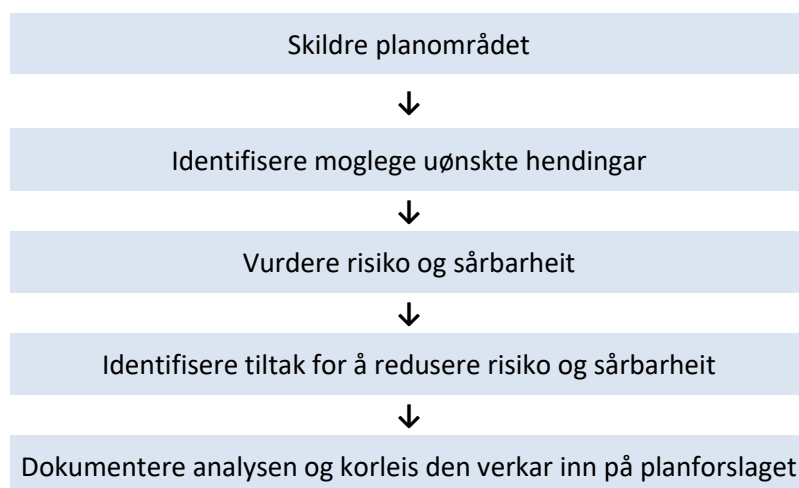 Skildre planområdet
↓
Identifisere moglege uønskte hendingar
↓
Vurdere risiko og sårbarheit
↓
Identifisere tiltak for å redusere risiko og sårbarheit
↓
Dokumentere analysen og korleis den verkar inn på planforslaget